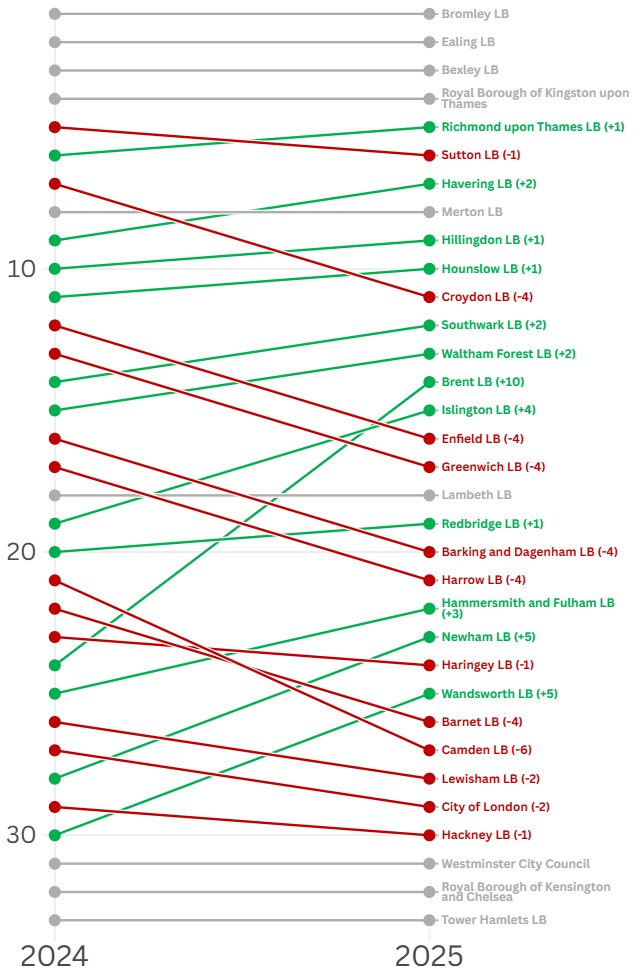 Bromley LB
Ealing LB
Bexley LB
Royal Borough of Kingston upon
Thames
Richmond upon Thames LB (+1)
Sutton LB (-1)
Havering LB (+2)
Merton LB
Hillingdon LB (+1)
10
Hounslow LB (+1)
Croydon LB (-4)
Southwark LB (+2)
Waltham Forest LB (+2)
Brent LB (+10)
Islington LB (+4)
Enfield LB (-4)
Greenwich LB (-4)
Lambeth LB
Redbridge LB (+1)
20
Barking and Dagenham LB (-4)
Harrow LB (-4)
Hammersmith and Fulham LB
(+3)
Newham LB (+5)
Haringey LB (-1)
Wandsworth LB (+5)
Barnet LB (-4)
Camden LB (-6)
Lewisham LB (-2)
City of London (-2)
30
Hackney LB (-1)
Westminster City Council
Royal Borough of Kensington
and Chelsea
Tower Hamlets LB
2024
2025